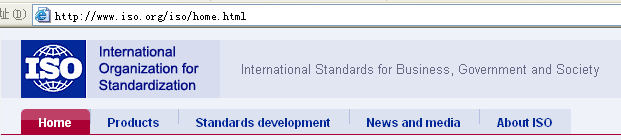 址(D) http://www.iso.org/iso/home.html
ISO
International
Organization for
Standardization
International Standards for Business, Government and Society
Home Products Standards development News and media About ISO